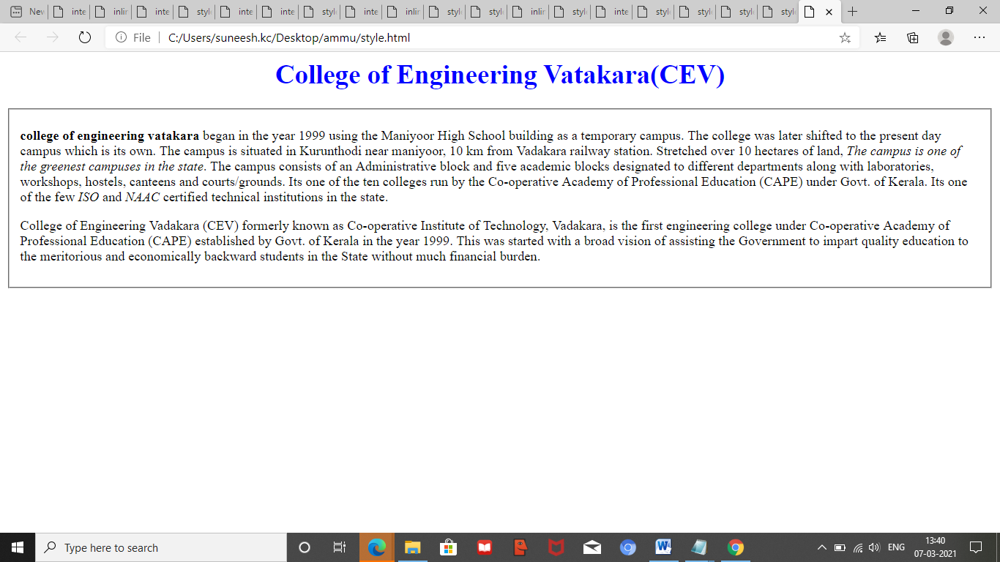 New inte inlir inte style inte inte style inte inlir style style inlir style inte style style style style
File C:/Users/suneesh.kc/Desktop/ammu/style.html
College of Engineering Vatakara(CEV)
college of engineering vatakara began in the year 1999 using the Maniyoor High School building as a temporary campus. The college was later shifted to the present day
campus which is its own. The campus is situated in Kurunthodi near maniyoor, 10 km from Vadakara railway station. Stretched over 10 hectares of land, The campus is one of
the greenest campuses in the state. The campus consists of an Administrative block and five academic blocks designated to different departments along with laboratories,
workshops, hostels, canteens and courts/grounds. Its one of the ten colleges run by the Co-operative Academy of Professional Education (CAPE) under Govt. of Kerala. Its one
of the few ISO and NAAC certified technical institutions in the state.
College of Engineering Vadakara (CEV) formerly known as Co-operative Institute of Technology, Vadakara, is the first engineering college under Co-operative Academy of
Professional Education (CAPE) established by Govt. of Kerala in the year 1999. This was started with a broad vision of assisting the Government to impart quality education to
the meritorious and economically backward students in the State without much financial burden.
Type here to search
ENG
13:40
07-03-2021